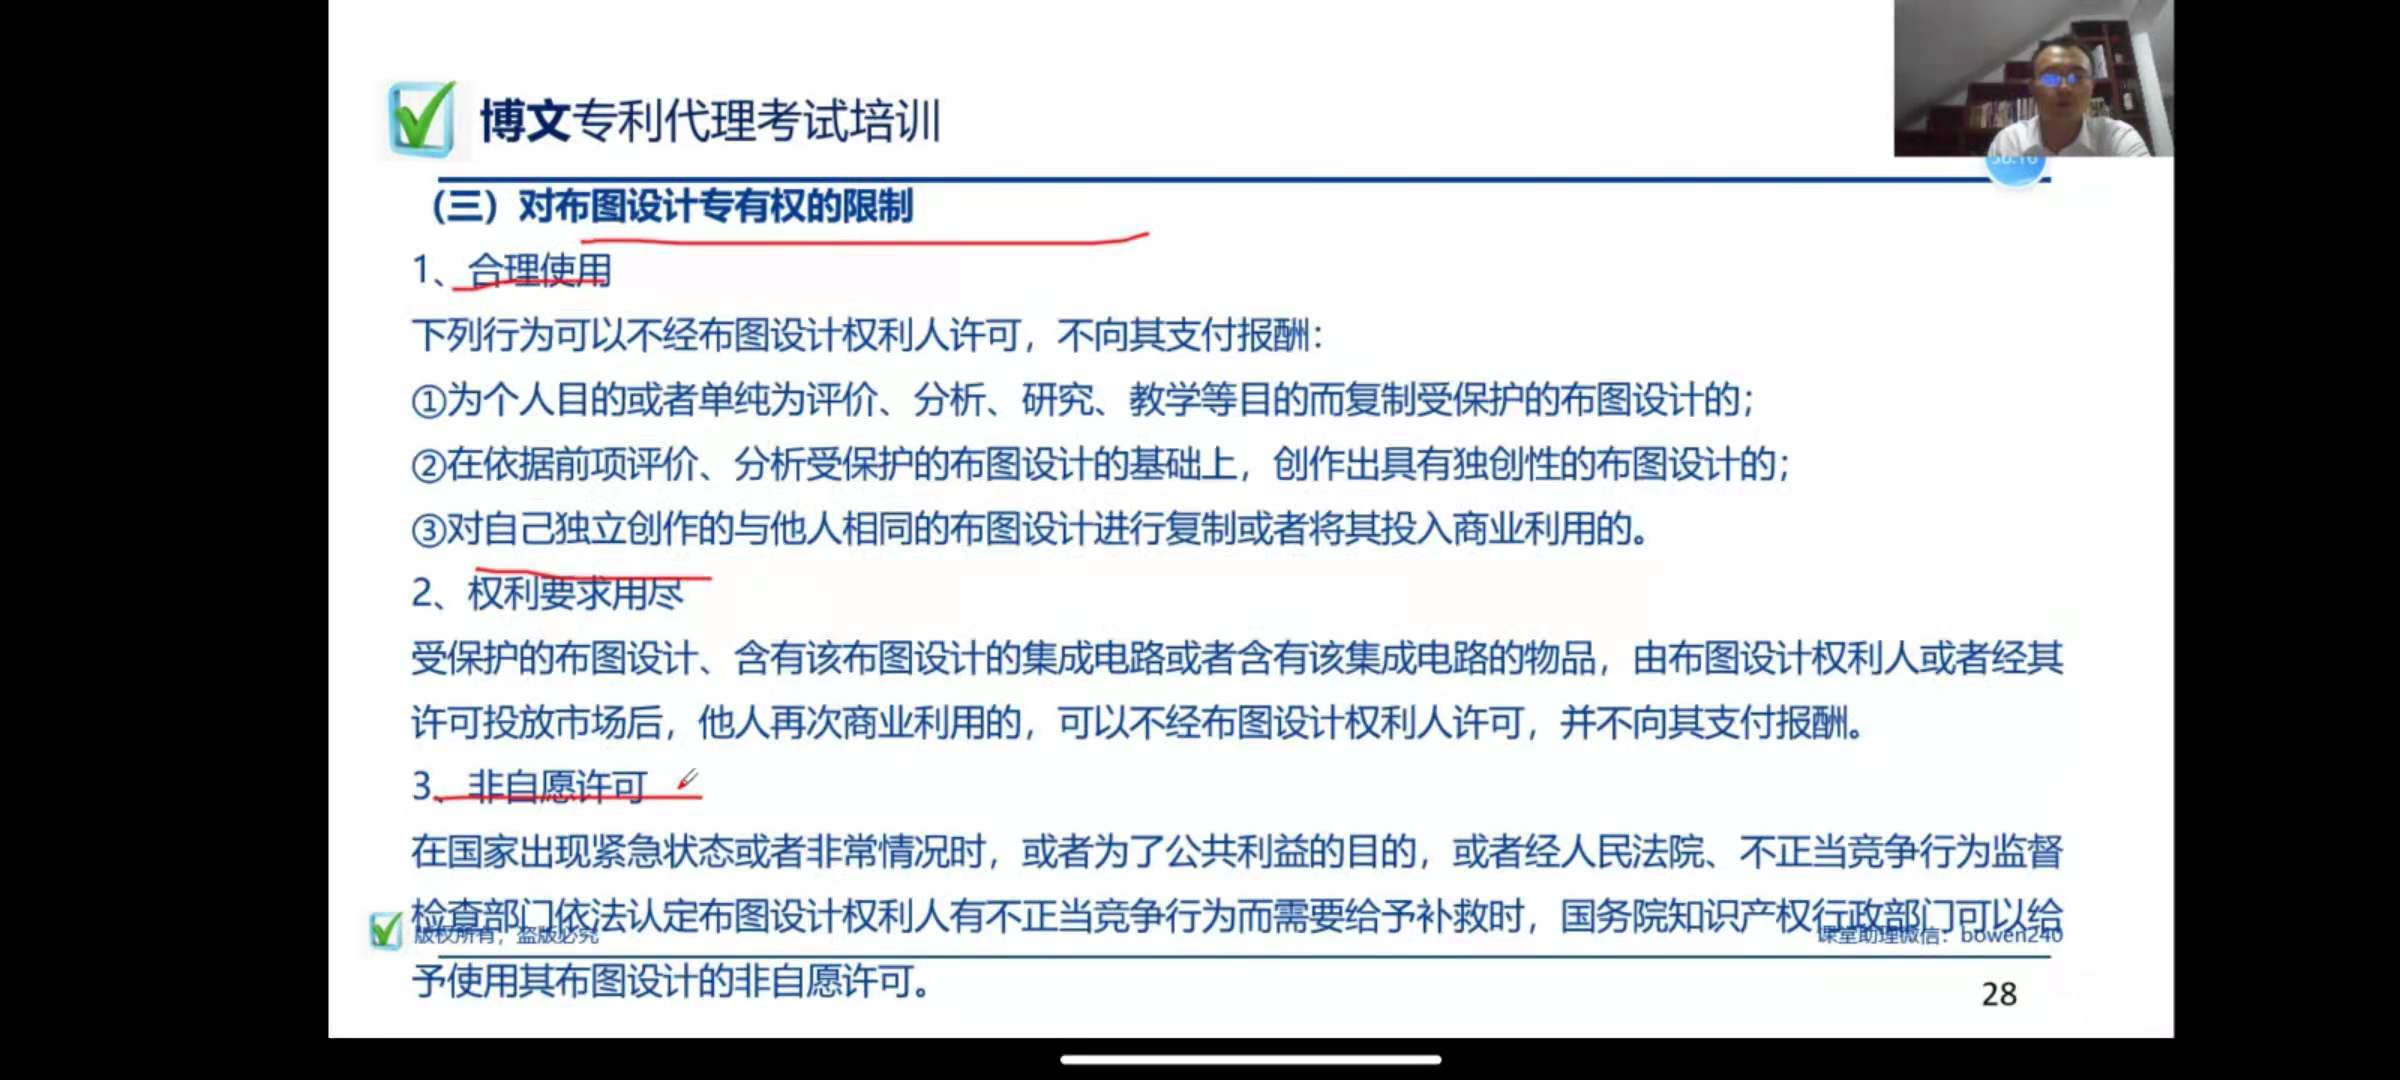 博文专利代理考试培训
（三）对布图设计专有权的限制
1、合理使用
下列行为可以不经布图设计权利人许可，不向其支付报酬：
①为个人目的或者单纯为评价、分析、研究、教学等目的而复制受保护的布图设计的；
②在依据前项评价、分析受保护的布图设计的基础上，创作出具有独创性的布图设计的；
③对自己独立创作的与他人相同的布图设计进行复制或者将其投入商业利用的。
2、权利要求用尽
受保护的布图设计、含有该布图设计的集成电路或者含有该集成电路的物品，由布图设计权利人或者经其
许可投放市场后，他人再次商业利用的，可以不经布图设计权利人许可，并不向其支付报酬。
3、非自愿许可
在国家出现紧急状态或者非常情况时，或者为了公共利益的目的，或者经人民法院、不正当竞争行为监督
检查部门依法认定布图设计权利人有不正当竞争行为而需要给予补救时，国务院知识产权行政部门可以给
版权所有，盗版必究
课堂助理微信：bowen240
予使用其布图设计的非自愿许可。
28